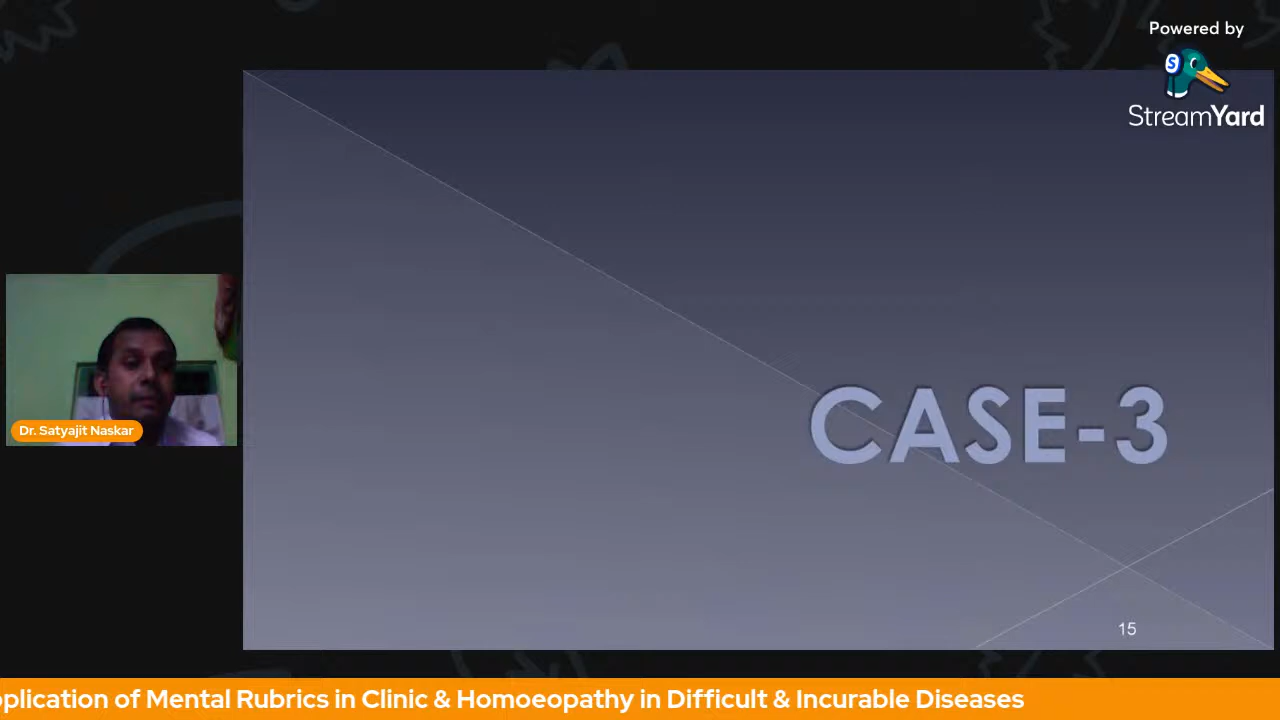 Powered by
StreamYard
CASE-3
Dr. Satyajit Naskar
15
of Mental Rubrics in Clinic & Homoeopathy in Difficult & Incurable Diseases